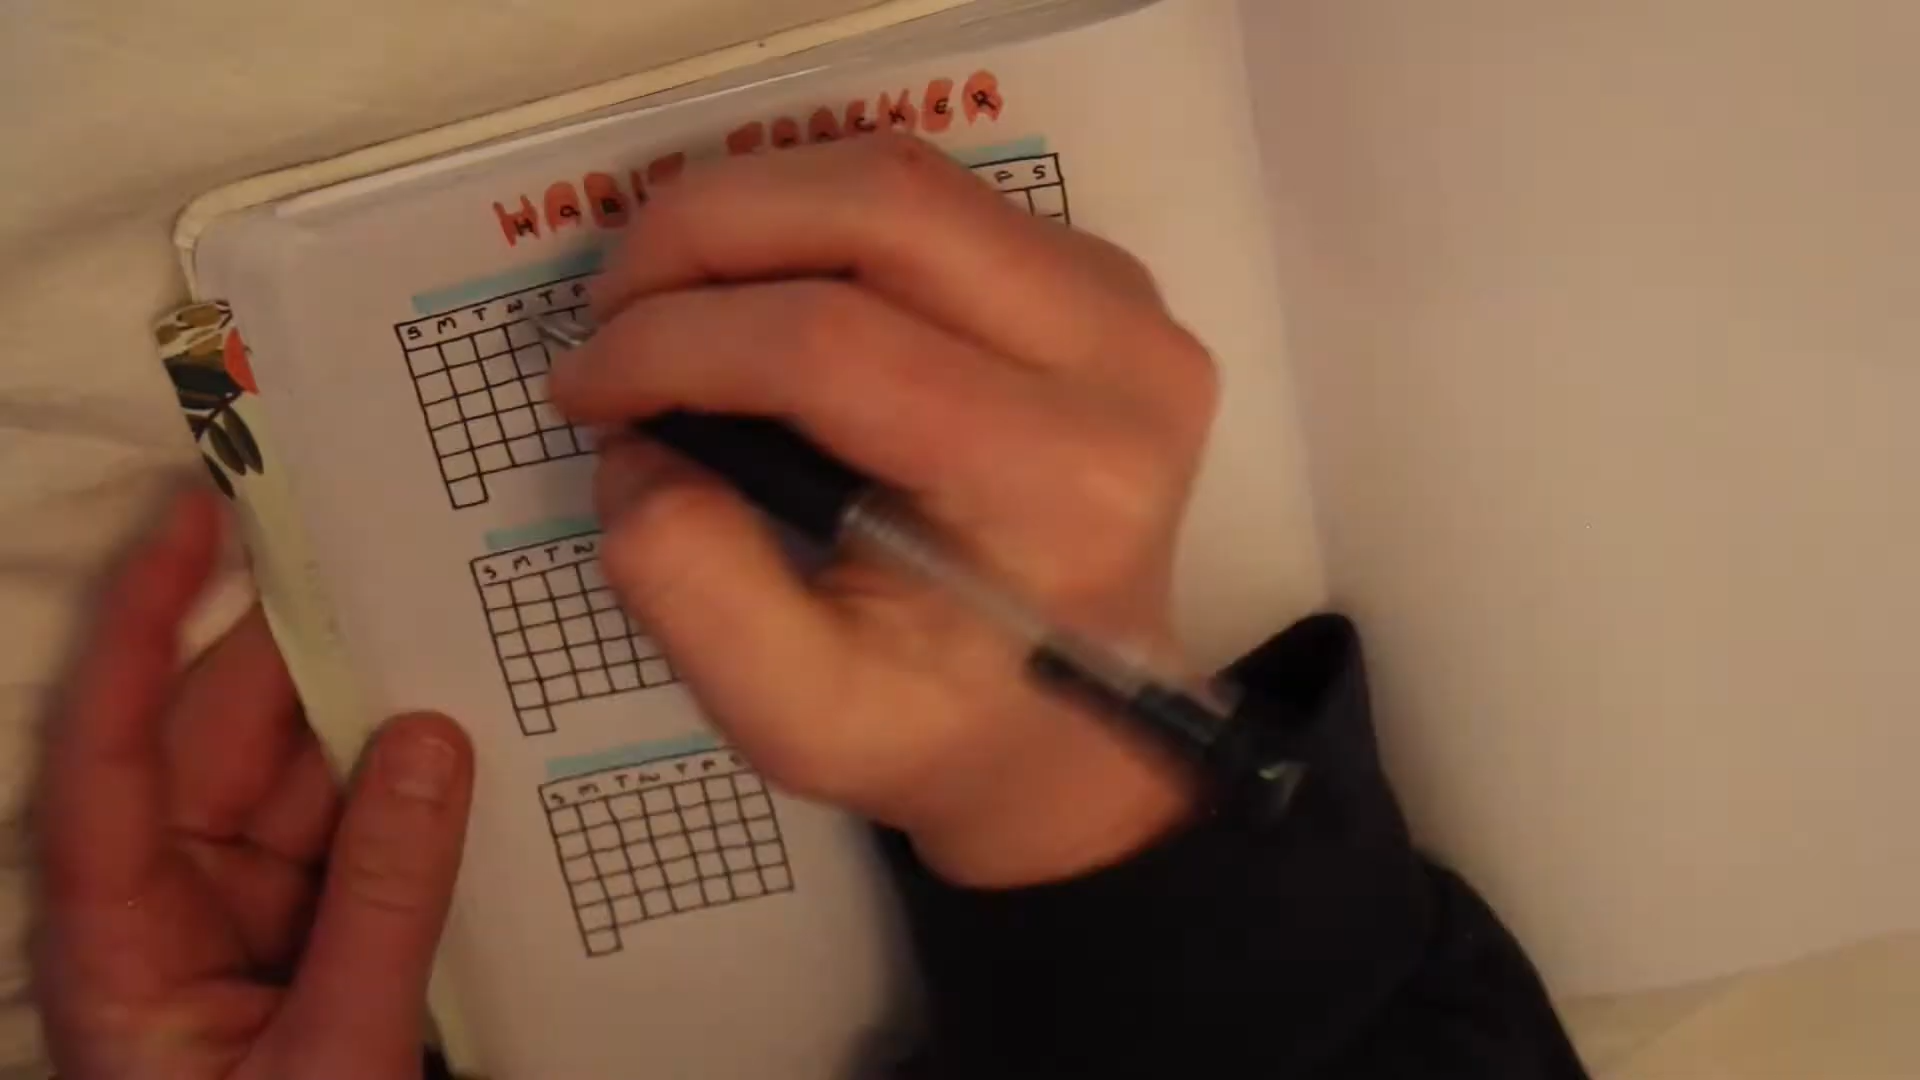 HABIT TRACKER
S M T W T F
F S
S M T W
S M T W T F S